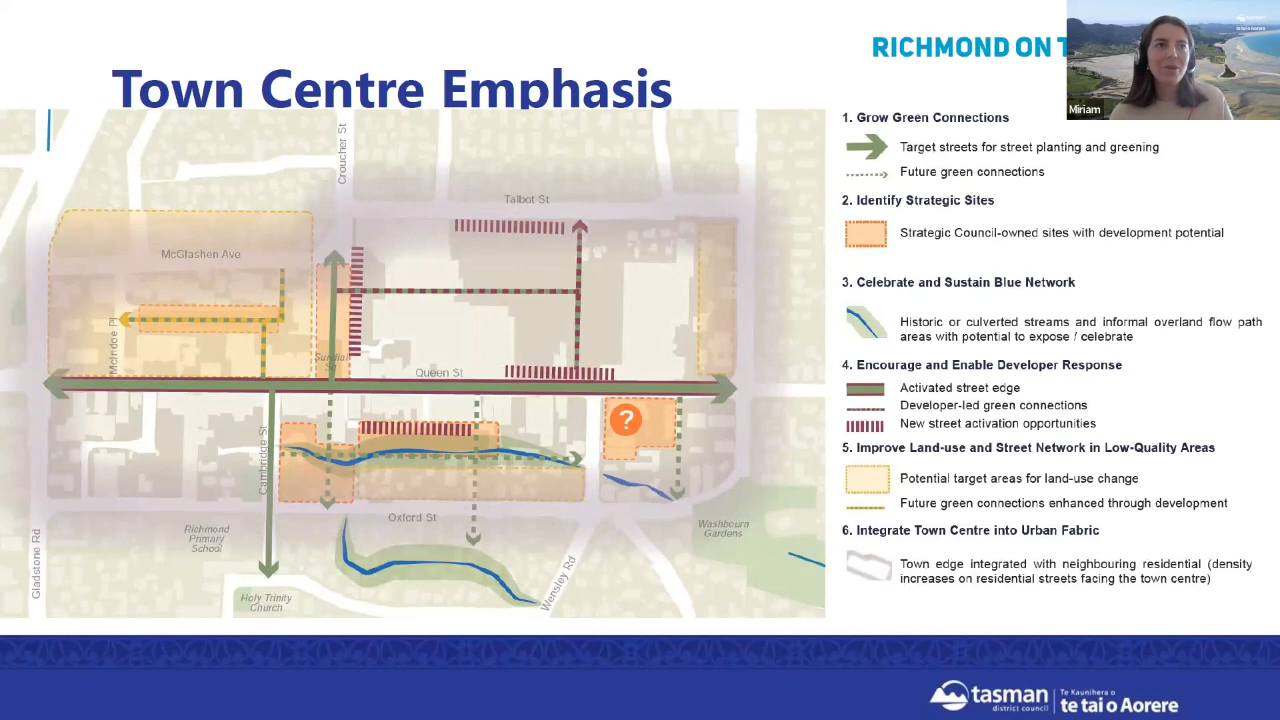 RICHMOND ON T
tasman
te tai o Aorere
Miriam
Town Centre Emphasis
Croucher St
Talbot St
McGlashen Ave
McIndoe Pl
Sundial
Sq
Queen St
?
Cambridge St
Oxford St
Richmond
Primary
School
Washbourn
Gardens
Gladstone Rd
Wensley Rd
Holy Trinity
Church
1. Grow Green Connections
Target streets for street planting and greening
Future green connections
2. Identify Strategic Sites
Strategic Council-owned sites with development potential
3. Celebrate and Sustain Blue Network
Historic or culverted streams and informal overland flow path
areas with potential to expose / celebrate
4. Encourage and Enable Developer Response
Activated street edge
Developer-led green connections
New street activation opportunities
5. Improve Land-use and Street Network in Low-Quality Areas
Potential target areas for land-use change
Future green connections enhanced through development
6. Integrate Town Centre into Urban Fabric
Town edge integrated with neighbouring residential (density
increases on residential streets facing the town centre)
tasman
district council
Te Kaunihera o
te tai o Aorere